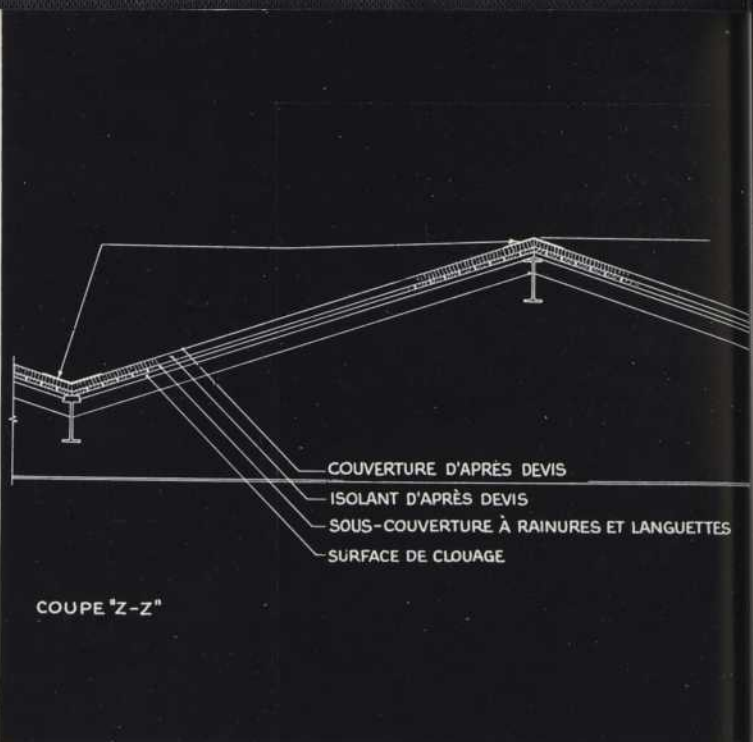 COUVERTURE D'APRÈS DEVIS
ISOLANT D'APRÈS DEVIS
SOUS-COUVERTURE À RAINURES ET LANGUETTES
SURFACE DE CLOUAGE
COUPE "Z-Z"